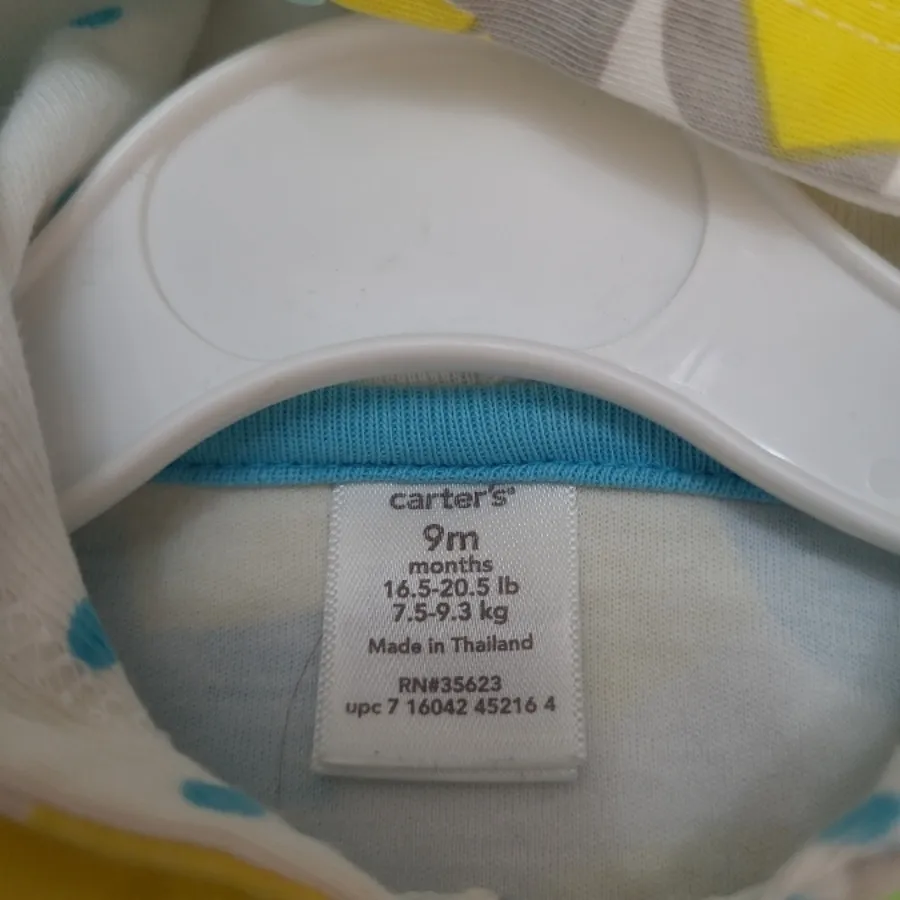 carter's®
9m
months
16.5-20.5 lb
7.5-9.3 kg
Made in Thailand
RN#35623
upc 7 16042 45216 4